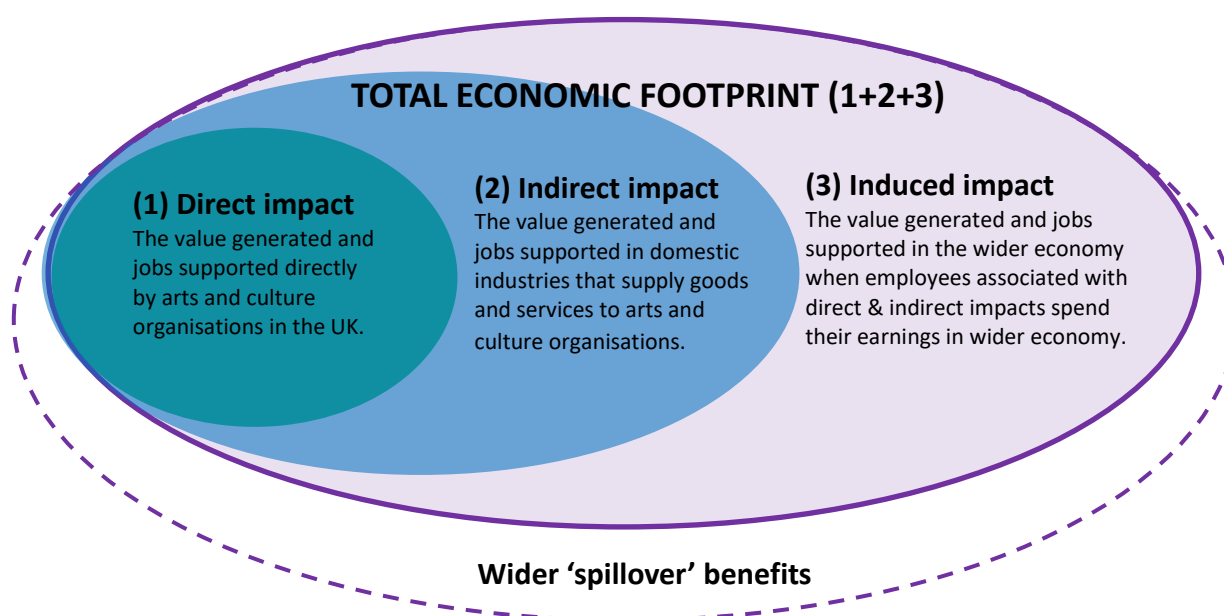 TOTAL ECONOMIC FOOTPRINT (1+2+3)
(1) Direct impact
The value generated and
jobs supported directly
by arts and culture
organisations in the UK.
(2) Indirect impact
The value generated and
jobs supported in domestic
industries that supply goods
and services to arts and
culture organisations.
(3) Induced impact
The value generated and jobs
supported in the wider economy
when employees associated with
direct & indirect impacts spend
their earnings in wider economy.
Wider ‘spillover’ benefits